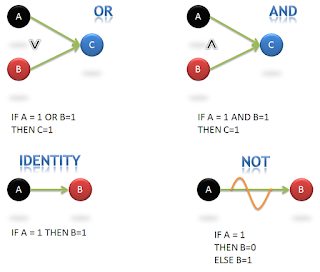 OR
A
V
C
B
IF A = 1 OR B=1
THEN C=1
AND
A
Λ
C
B
IF A = 1 AND B=1
THEN C=1
IDENTITY
A
B
IF A = 1 THEN B=1
NOT
A
B
IF A = 1
THEN B=0
ELSE B=1